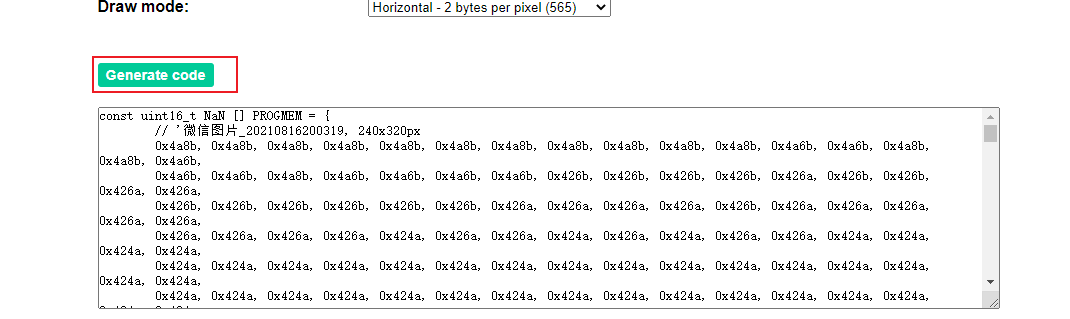 Draw mode:
Horizontal - 2 bytes per pixel (565)
Generate code
const uint16_t NaN [] PROGMEM = {
// '微信图片_20210816200319, 240x320px
0x4a8b, 0x4a8b, 0x4a8b, 0x4a8b, 0x4a8b, 0x4a8b, 0x4a8b, 0x4a8b, 0x4a8b, 0x4a8b, 0x4a8b, 0x4a6b, 0x4a6b, 0x4a8b,
0x4a8b, 0x4a6b,
0x4a6b, 0x4a6b, 0x4a8b, 0x4a6b, 0x4a6b, 0x4a6b, 0x4a6b, 0x4a6b, 0x426b, 0x426b, 0x426b, 0x426a, 0x426b, 0x426b,
0x426a, 0x426a,
0x426b, 0x426b, 0x426b, 0x426b, 0x426a, 0x426b, 0x426a, 0x426a, 0x426a, 0x426a, 0x426a, 0x426a, 0x426a, 0x426a,
0x426a, 0x426a,
0x426a, 0x426a, 0x426a, 0x426a, 0x426a, 0x426a, 0x426a, 0x424a, 0x424a, 0x424a, 0x426a, 0x424a, 0x424a, 0x424a,
0x424a, 0x424a,
0x424a, 0x424a, 0x424a, 0x424a, 0x424a, 0x424a, 0x424a, 0x424a, 0x424a, 0x424a, 0x424a, 0x424a, 0x424a, 0x424a,
0x424a, 0x424a,
0x424a, 0x424a, 0x424a, 0x424a, 0x424a, 0x424a, 0x424a, 0x424a, 0x424a, 0x424a, 0x424a, 0x424a, 0x424a, 0x424a,